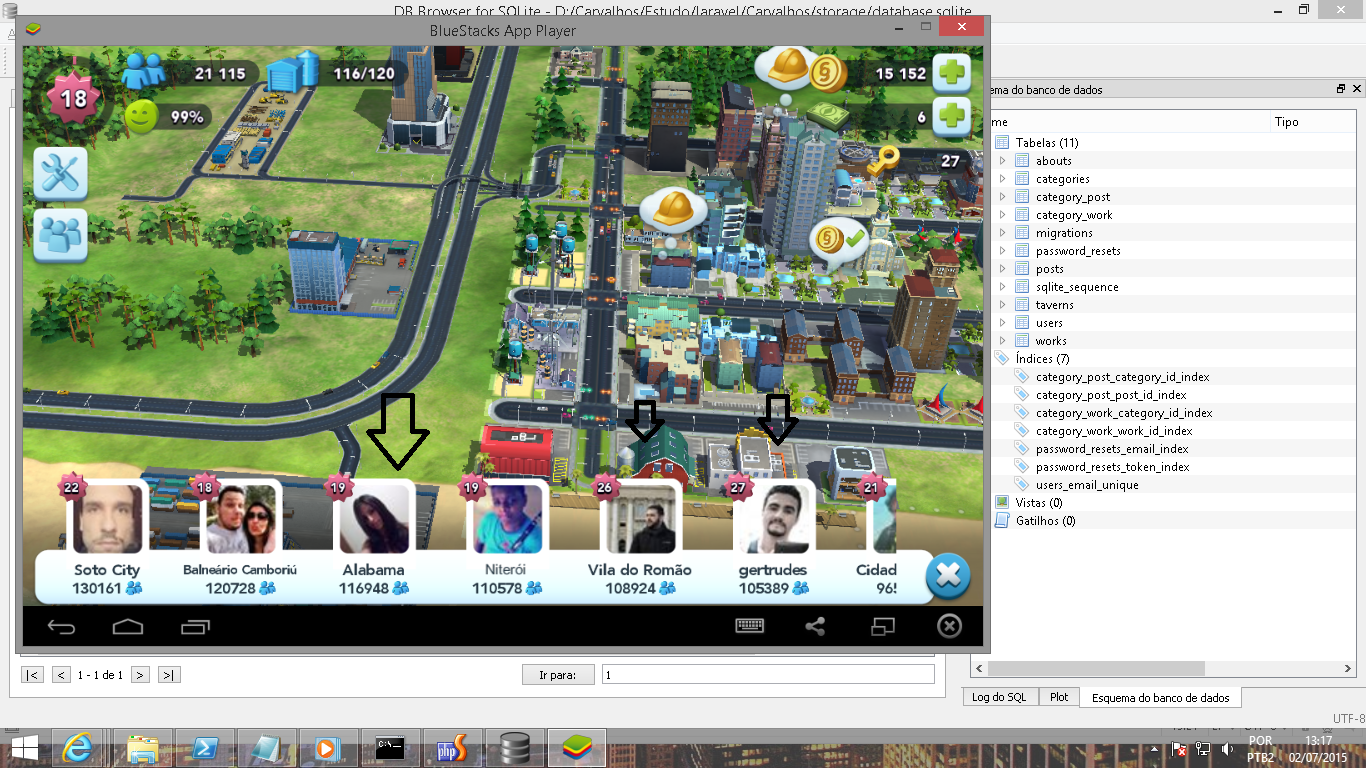 DB Browser for SQLite - D:/Carvalhos/Estudo/laravel/Carvalhos/storage/database.sqlite
BlueStacks App Player
18
21 115
116/120
15 152
99%
6
27
ema do banco de dados
me
Tipo
Tabelas (11)
abouts
categories
category_post
category_work
migrations
password_resets
posts
sqlite_sequence
taverns
users
works
Índices (7)
category_post_category_id_index
category_post_post_id_index
category_work_category_id_index
category_work_work_id_index
password_resets_email_index
password_resets_token_index
users_email_unique
Vistas (0)
Gatilhos (0)
22
18
19
19
26
27
21
Soto City
Balneário Camboriú
Alabama
Niterói
Vila do Romão
gertrudes
Cidad
130161
120728
116948
110578
108924
105389
965
|<
<
1 - 1 de 1
>
>|
Ir para:
1
Log do SQL
Plot
Esquema do banco de dados
UTF-8
C:\_
php
POR
PTB2
13:17
02/07/2015